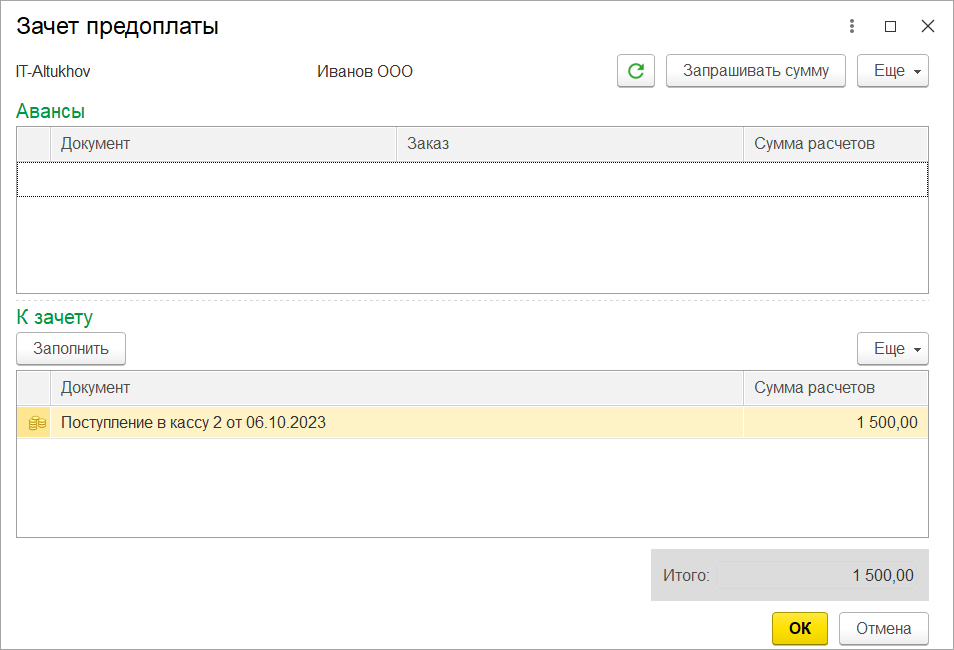 Зачет предоплаты
IT-Altukhov Иванов ООО Запрашивать сумму Еще
Авансы
Документ Заказ Сумма расчетов
К зачету
Заполнить Еще
Документ Сумма расчетов
Поступление в кассу 2 от 06.10.2023 1 500,00
Итого: 1 500,00
ОК Отмена